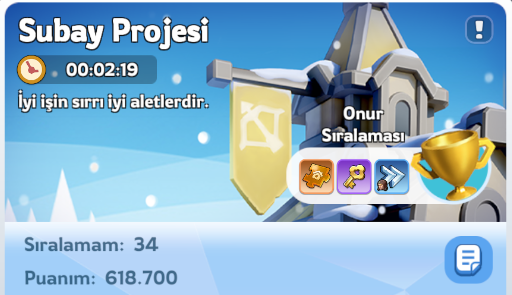 Subay Projesi
00:02:19
İyi işin sırrı iyi aletlerdir.
Onur
Sıralaması
Sıralamam: 34
Puanım: 618.700